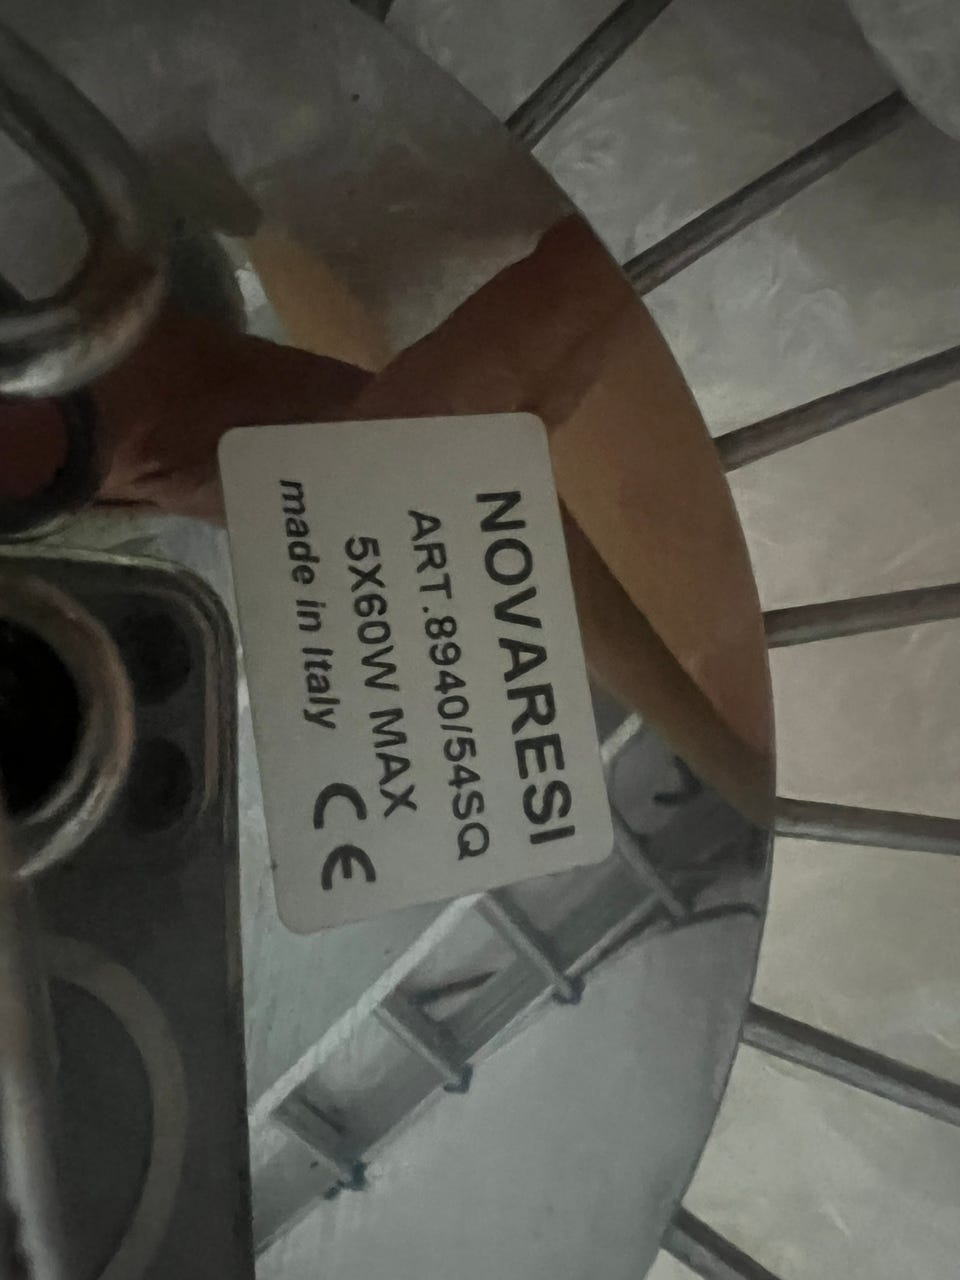 NOVARESI
ART.8940/54SQ
5X60W MAX
made in Italy CE